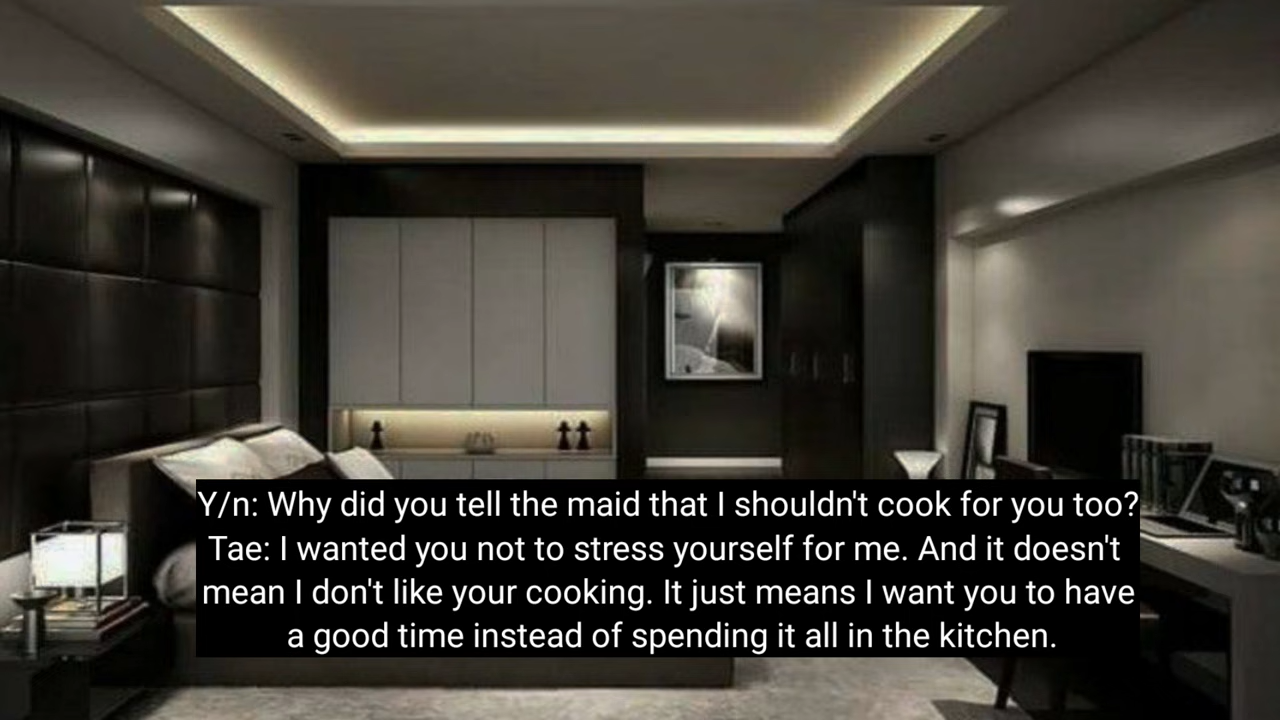 Y/n: Why did you tell the maid that I shouldn't cook for you too?
Tae: I wanted you not to stress yourself for me. And it doesn't
mean I don't like your cooking. It just means I want you to have
a good time instead of spending it all in the kitchen.